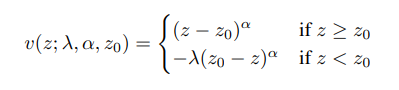 v(z; λ, α, z₀) = { (z − z₀)^α if z ≥ z₀
−λ(z₀ − z)^α if z < z₀